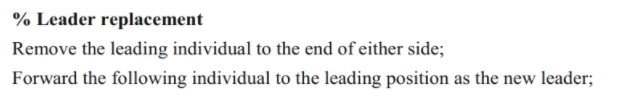 % Leader replacement
Remove the leading individual to the end of either side;
Forward the following individual to the leading position as the new leader;